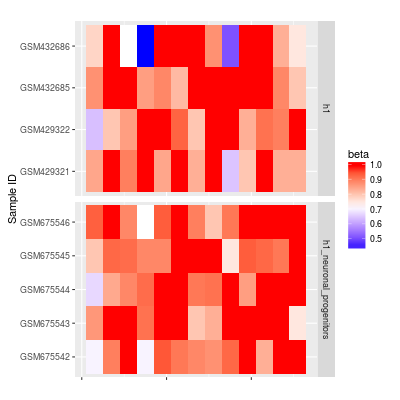 GSM432686
GSM432685
GSM429322
GSM429321
h1
GSM675546
GSM675545
GSM675544
GSM675543
GSM675542
h1_neuronal_progenitors
Sample ID
beta
1.0
0.9
0.8
0.7
0.6
0.5